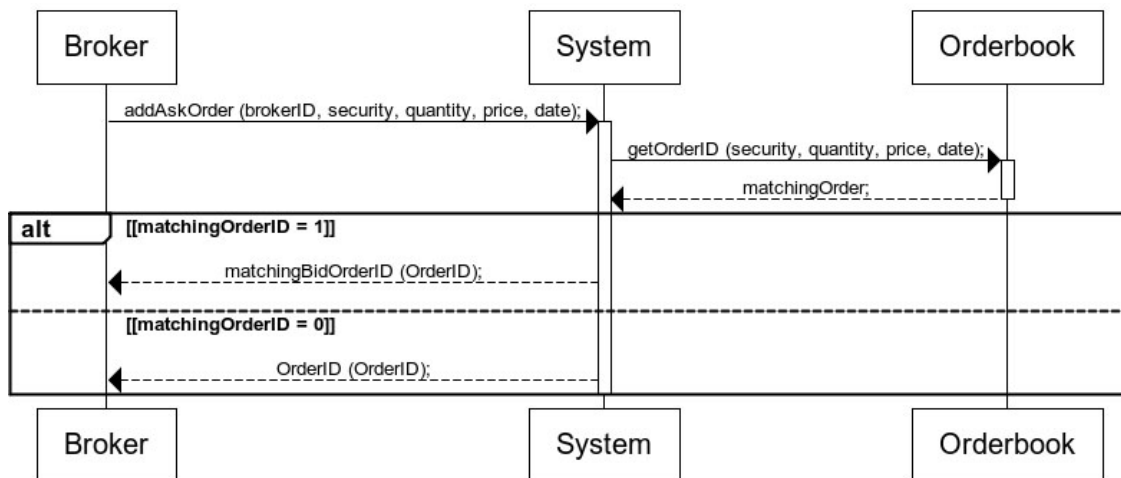 Broker
System
Orderbook
addAskOrder (brokerID, security, quantity, price, date);
getOrderID (security, quantity, price, date);
matchingOrder;
alt
[[matchingOrderID = 1]]
matchingBidOrderID (OrderID);
[[matchingOrderID = 0]]
OrderID (OrderID);
Broker
System
Orderbook